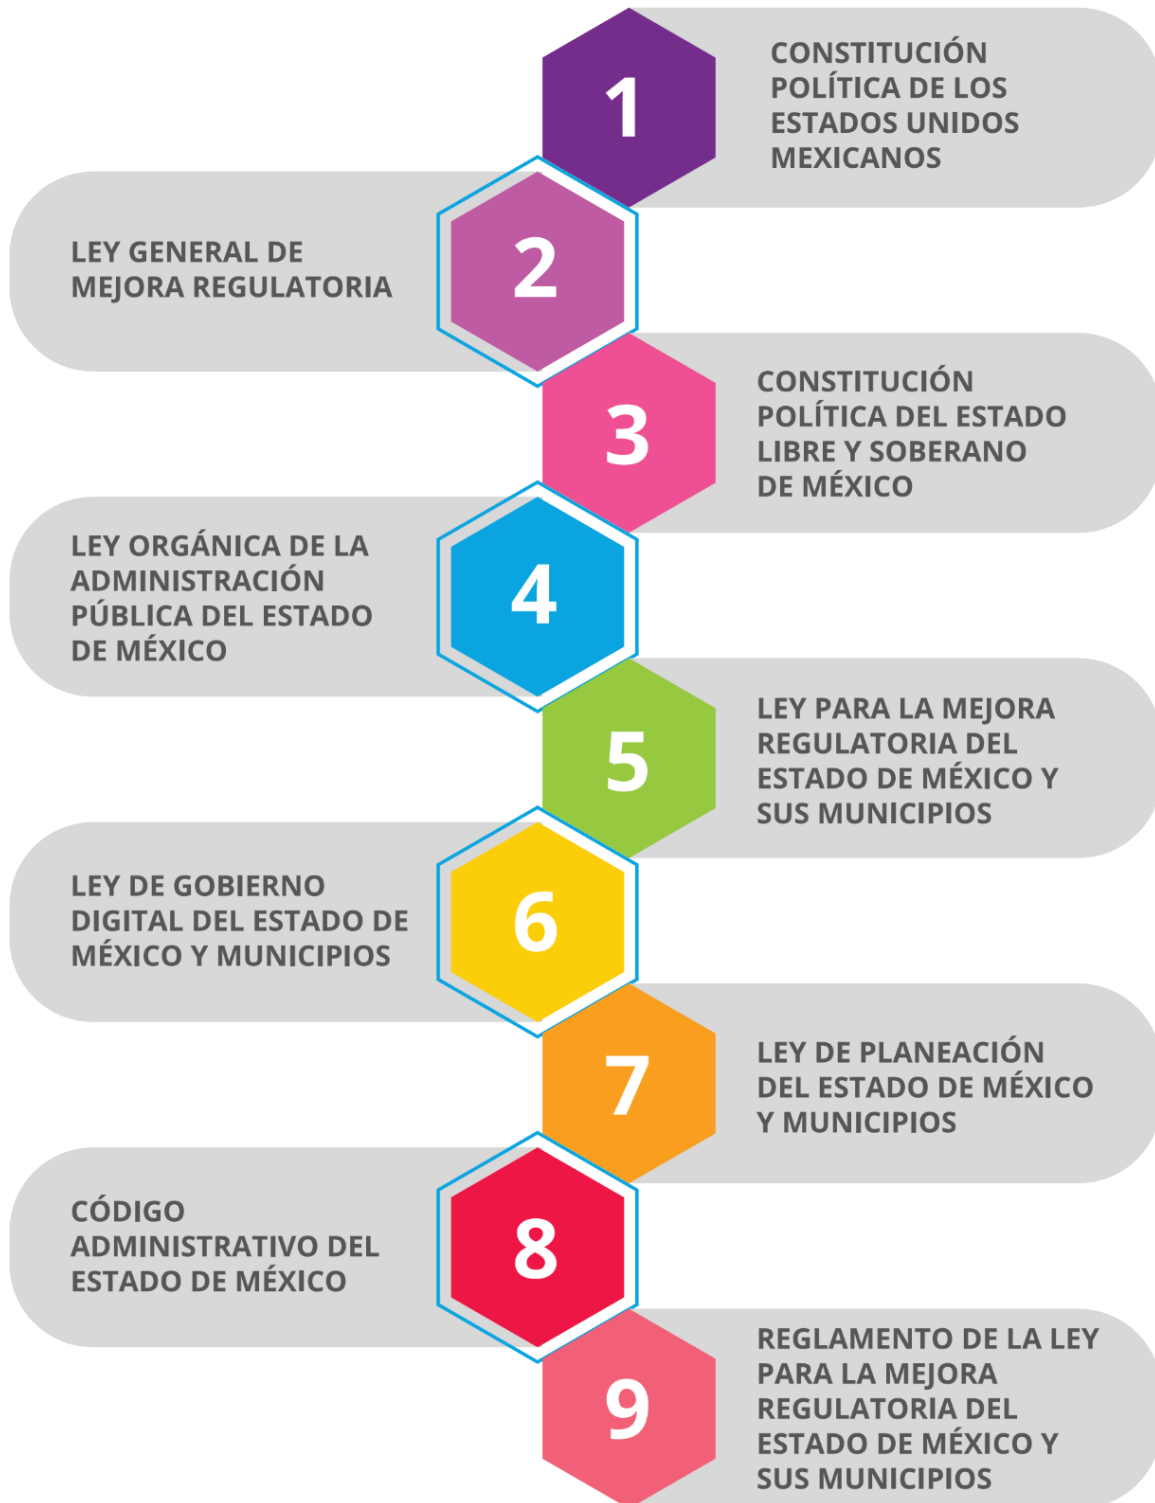 1
CONSTITUCIÓN
POLÍTICA DE LOS
ESTADOS UNIDOS
MEXICANOS
2
LEY GENERAL DE
MEJORA REGULATORIA
3
CONSTITUCIÓN
POLÍTICA DEL ESTADO
LIBRE Y SOBERANO
DE MÉXICO
4
LEY ORGÁNICA DE LA
ADMINISTRACIÓN
PÚBLICA DEL ESTADO
DE MÉXICO
5
LEY PARA LA MEJORA
REGULATORIA DEL
ESTADO DE MÉXICO Y
SUS MUNICIPIOS
6
LEY DE GOBIERNO
DIGITAL DEL ESTADO DE
MÉXICO Y MUNICIPIOS
7
LEY DE PLANEACIÓN
DEL ESTADO DE MÉXICO
Y MUNICIPIOS
8
CÓDIGO
ADMINISTRATIVO DEL
ESTADO DE MÉXICO
9
REGLAMENTO DE LA LEY
PARA LA MEJORA
REGULATORIA DEL
ESTADO DE MÉXICO Y
SUS MUNICIPIOS